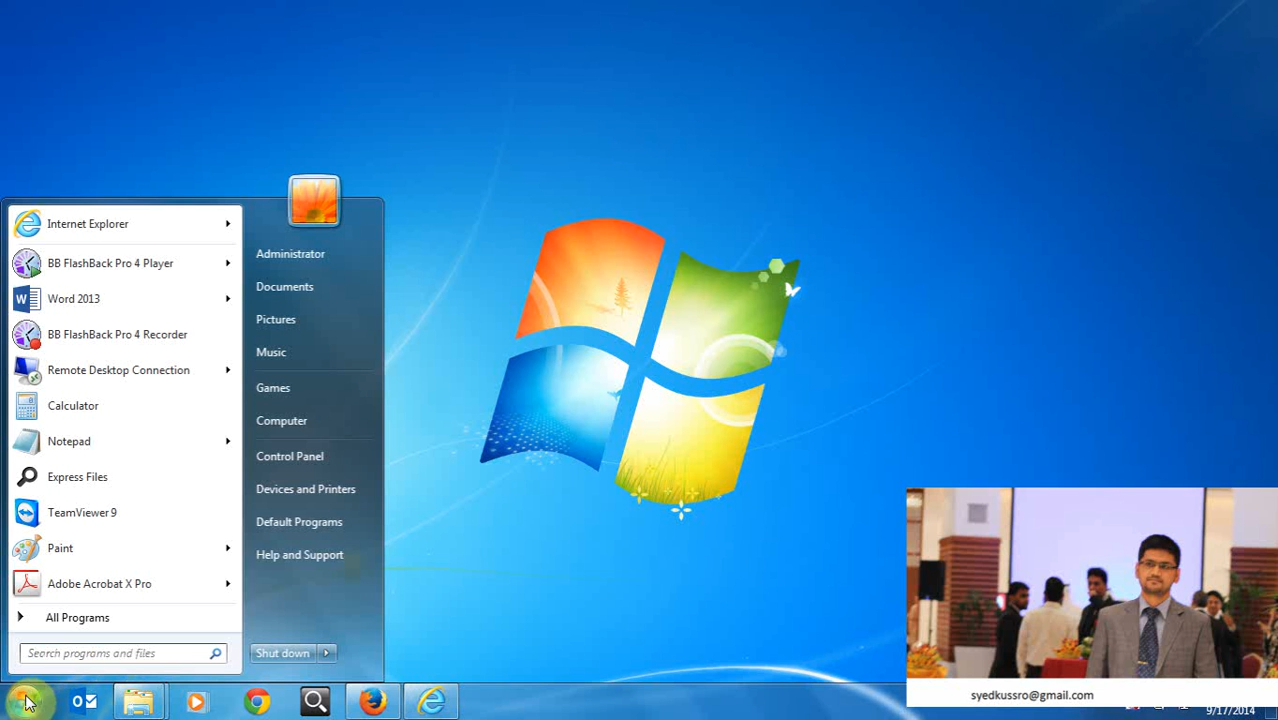 Internet Explorer
BB FlashBack Pro 4 Player
Word 2013
BB FlashBack Pro 4 Recorder
Remote Desktop Connection
Calculator
Notepad
Express Files
TeamViewer 9
Paint
Adobe Acrobat X Pro
All Programs
Search programs and files
Administrator
Documents
Pictures
Music
Games
Computer
Control Panel
Devices and Printers
Default Programs
Help and Support
Shut down
syedkussro@gmail.com
9/17/2014